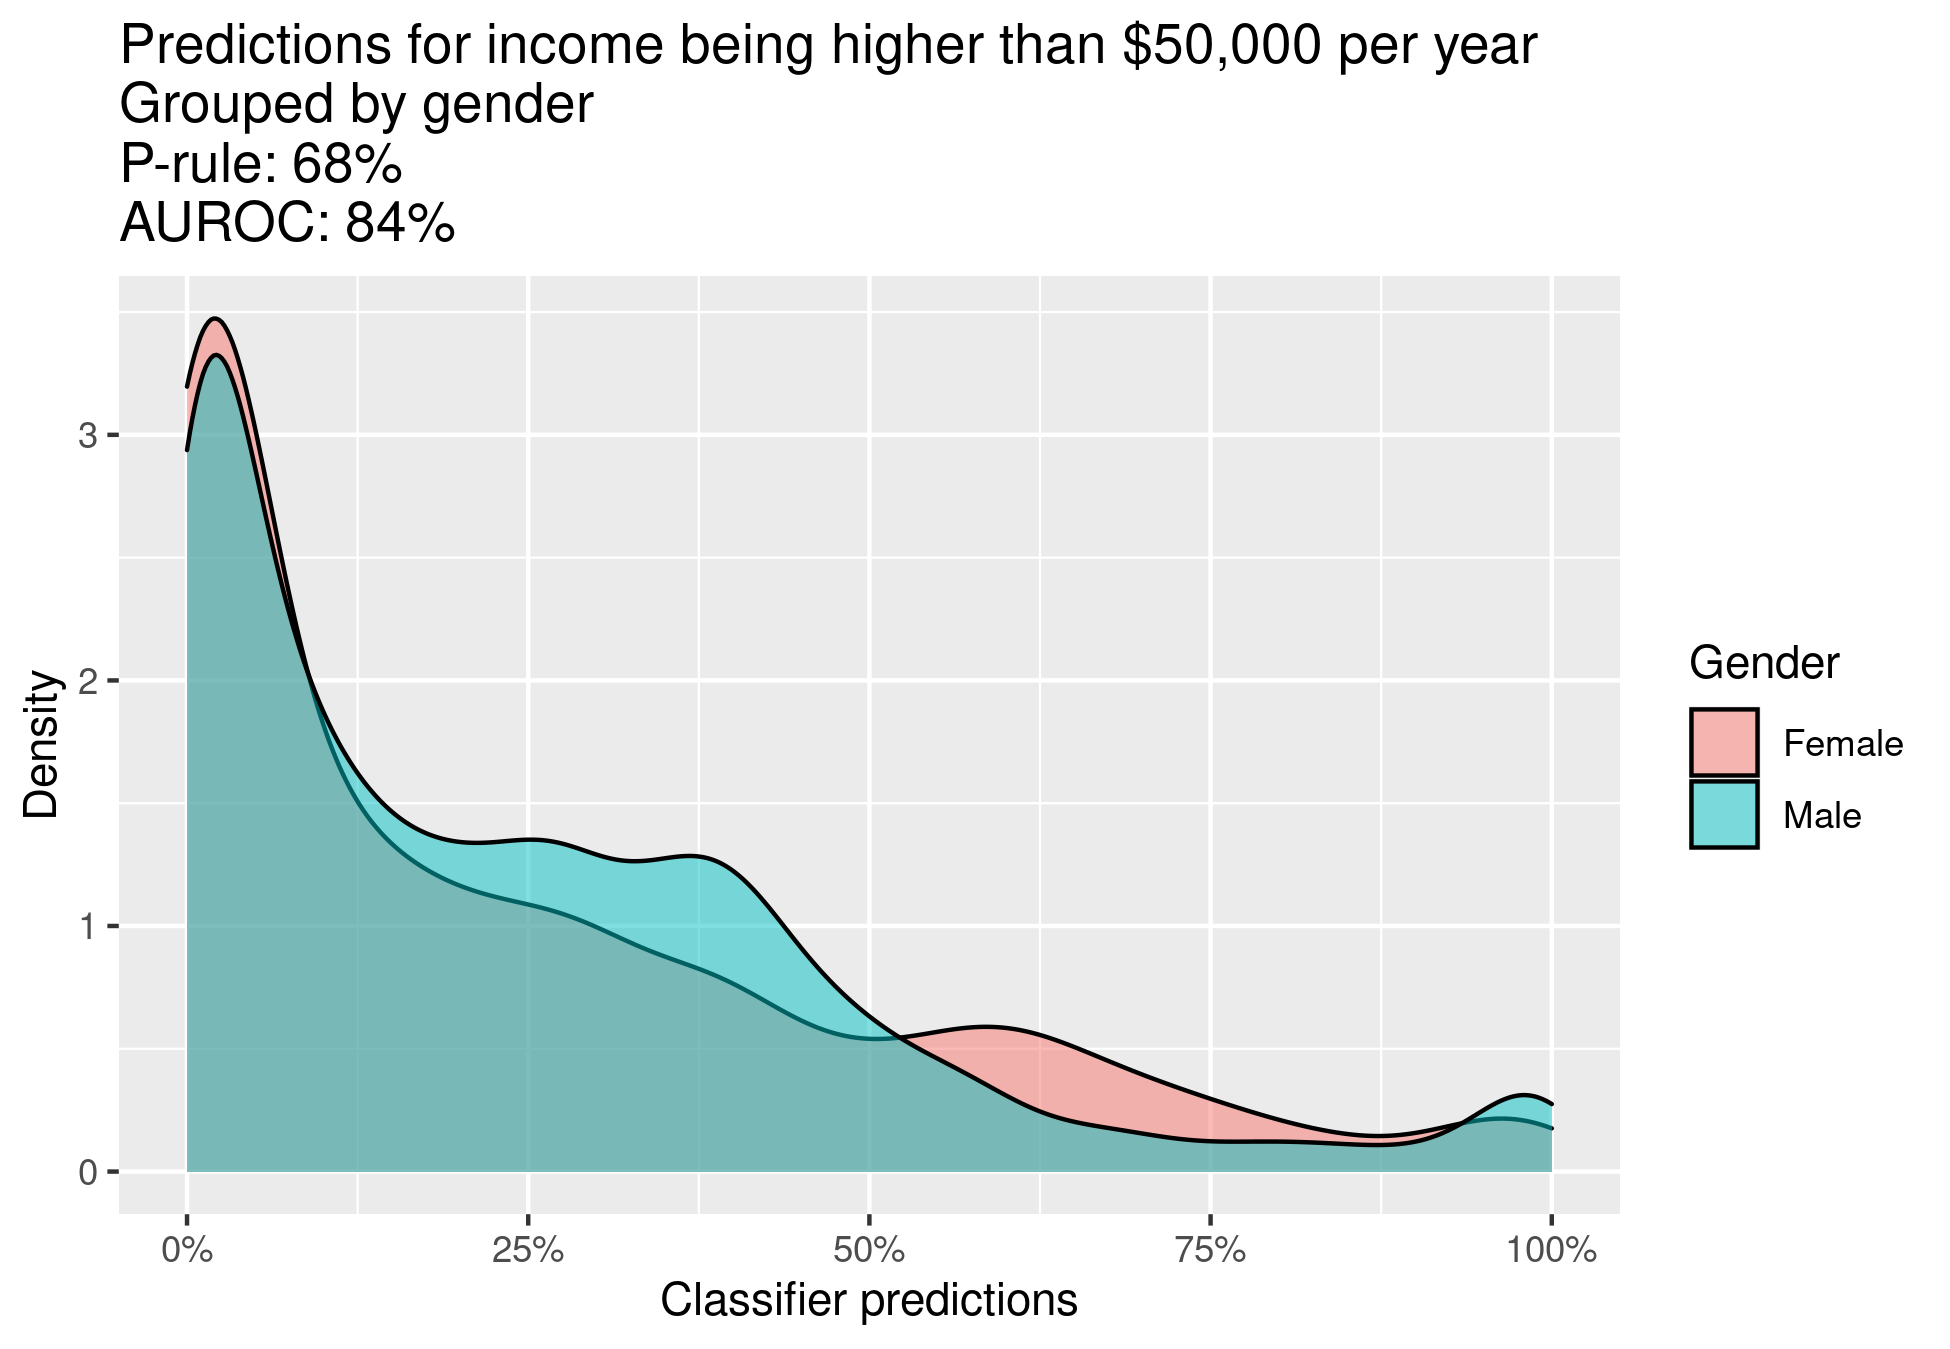 Predictions for income being higher than $50,000 per year
Grouped by gender
P-rule: 68%
AUROC: 84%
3
2
1
0
Density
0% 25% 50% 75% 100%
Classifier predictions
Gender
Female
Male